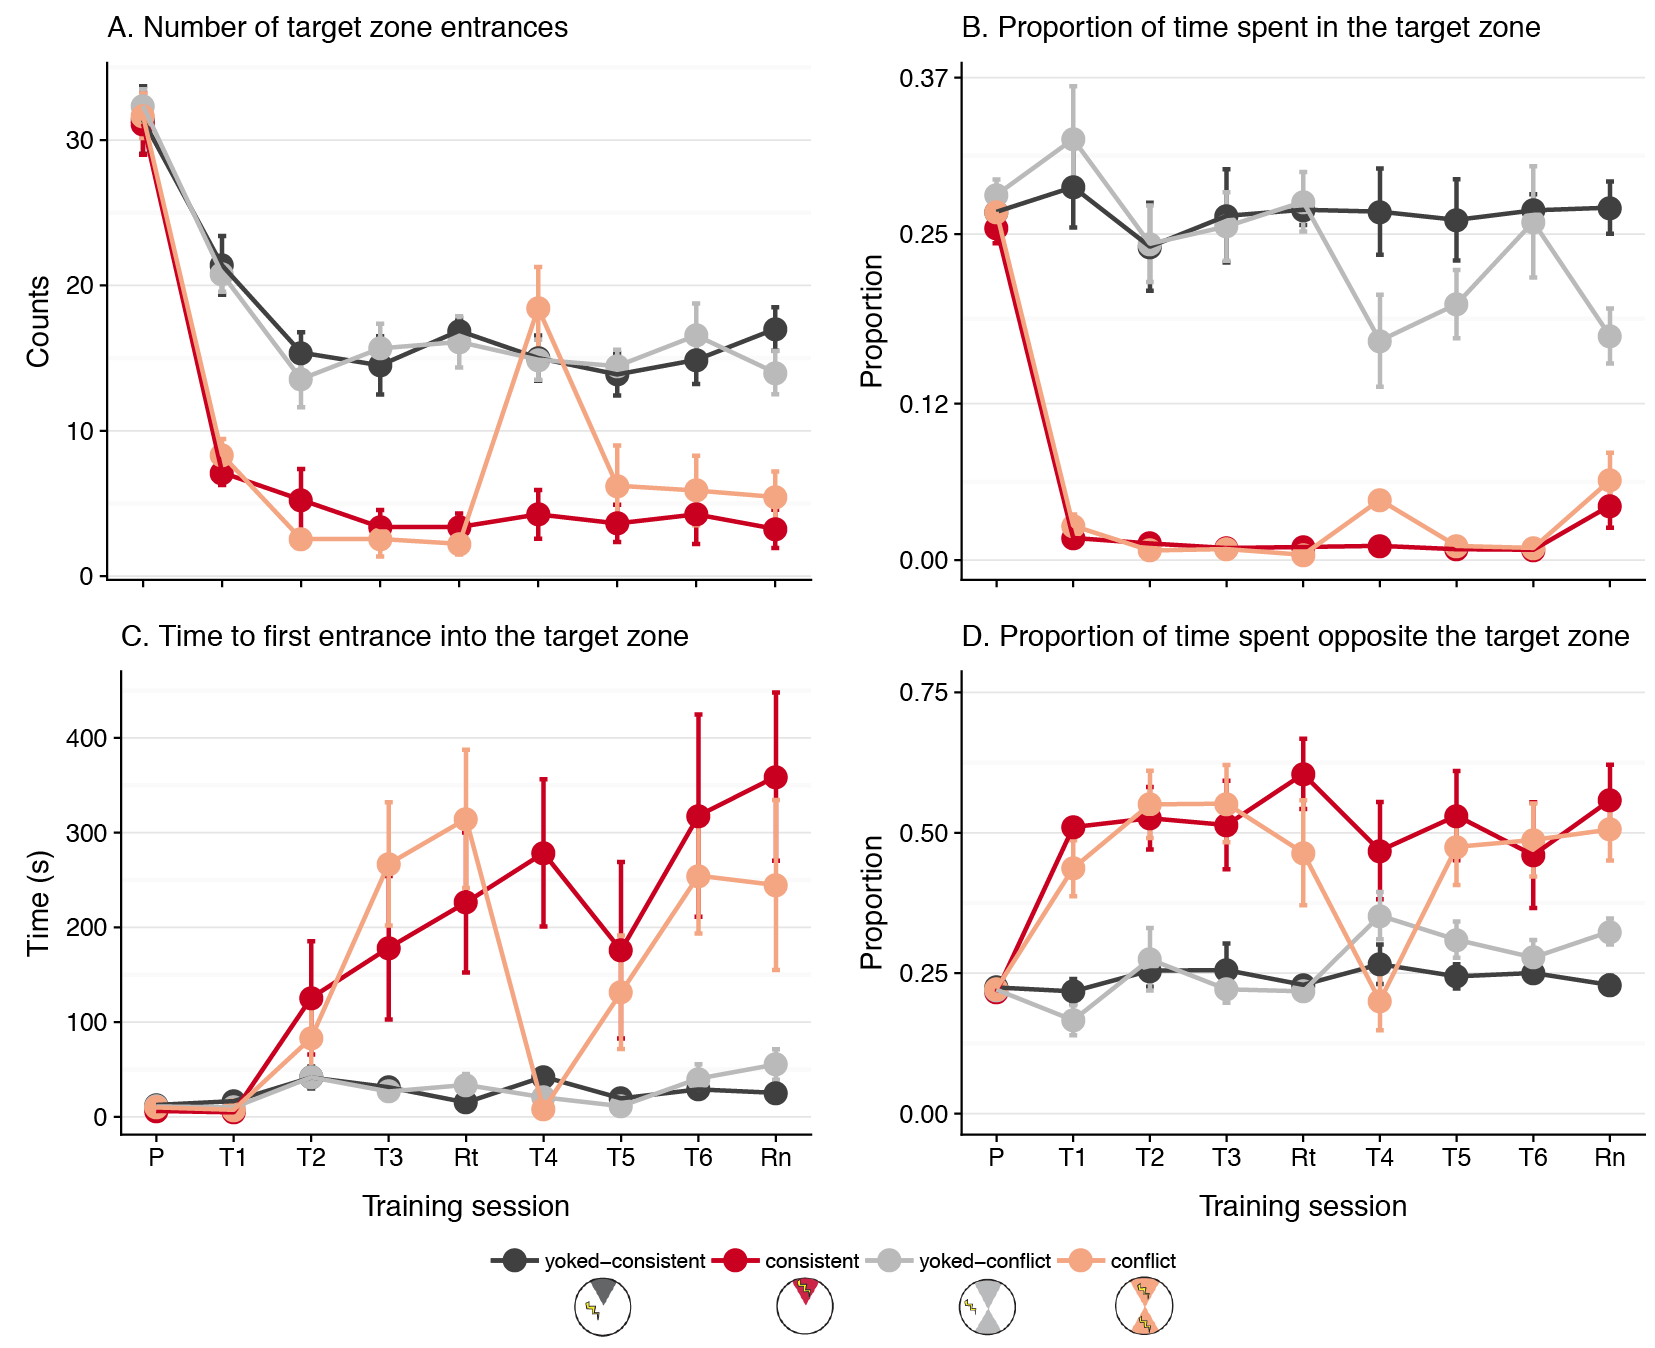 A. Number of target zone entrances
B. Proportion of time spent in the target zone
Counts
30
20
10
0
Proportion
0.37
0.25
0.12
0.00
C. Time to first entrance into the target zone
D. Proportion of time spent opposite the target zone
Time (s)
400
300
200
100
0
P T1 T2 T3 Rt T4 T5 T6 Rn
Training session
Proportion
0.75
0.50
0.25
0.00
P T1 T2 T3 Rt T4 T5 T6 Rn
Training session
yoked−consistent consistent yoked−conflict conflict